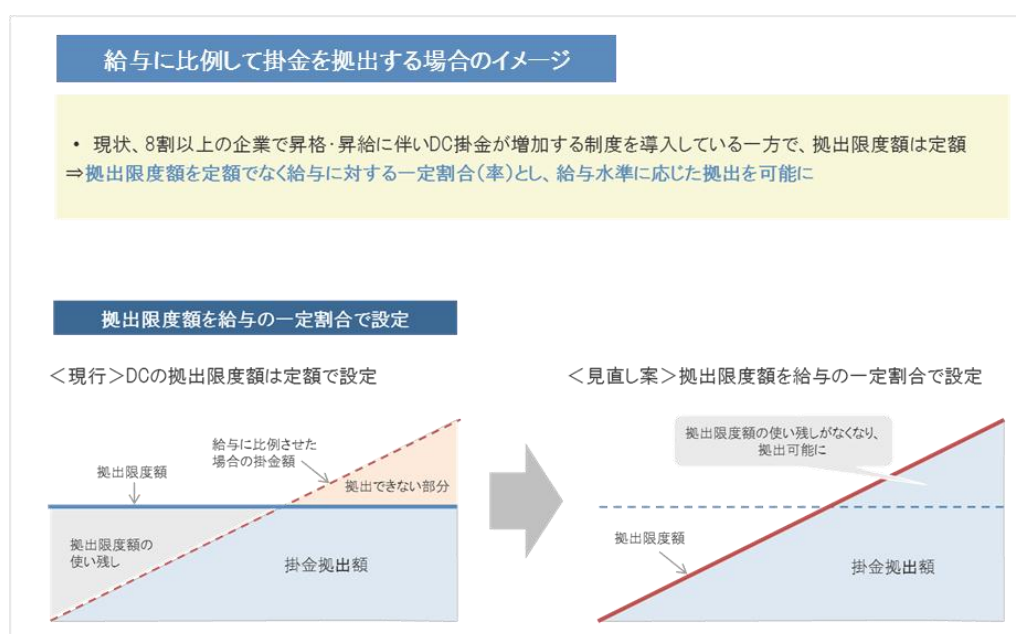 給与に比例して掛金を拠出する場合のイメージ
・ 現状、8割以上の企業で昇格・昇給に伴いDC掛金が増加する制度を導入している一方で、拠出限度額は定額
⇒拠出限度額を定額でなく給与に対する一定割合(率)とし、給与水準に応じた拠出を可能に
拠出限度額を給与の一定割合で設定
＜現行＞DCの拠出限度額は定額で設定
給与に比例させた
場合の掛金額
拠出限度額
拠出できない部分
拠出限度額の
使い残し
掛金拠出額
＜見直し案＞拠出限度額を給与の一定割合で設定
拠出限度額の使い残しがなくなり、
拠出可能に
拠出限度額
掛金拠出額